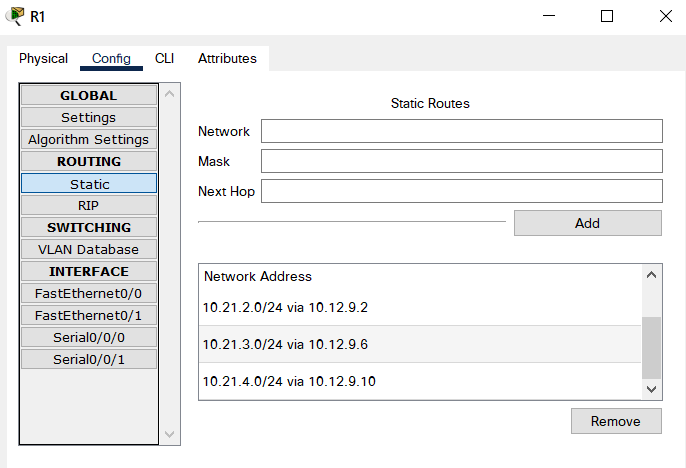 R1
Physical Config CLI Attributes
GLOBAL
Settings
Algorithm Settings
ROUTING
Static
RIP
SWITCHING
VLAN Database
INTERFACE
FastEthernet0/0
FastEthernet0/1
Serial0/0/0
Serial0/0/1
Static Routes
Network
Mask
Next Hop
Add
Network Address
10.21.2.0/24 via 10.12.9.2
10.21.3.0/24 via 10.12.9.6
10.21.4.0/24 via 10.12.9.10
Remove